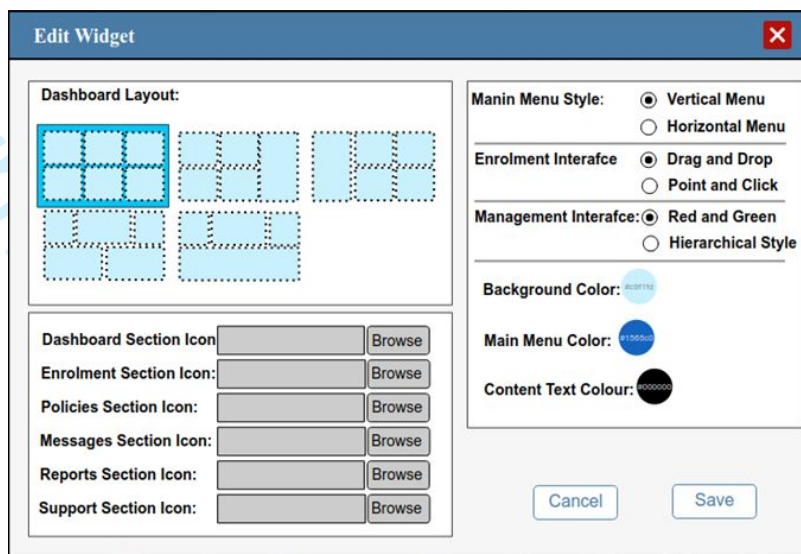 Edit Widget
Dashboard Layout:
Manin Menu Style:
Vertical Menu
Horizontal Menu
Enrolment Interafce
Drag and Drop
Point and Click
Management Interafce:
Red and Green
Hierarchical Style
Background Color:
Main Menu Color: #1565c0
Content Text Colour: #000000
Dashboard Section Icon Browse
Enrolment Section Icon: Browse
Policies Section Icon: Browse
Messages Section Icon: Browse
Reports Section Icon: Browse
Support Section Icon: Browse
Cancel
Save